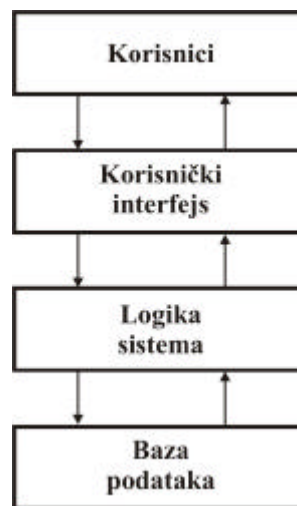 Korisnici
Korisnički
interfejs
Logika
sistema
Baza
podataka